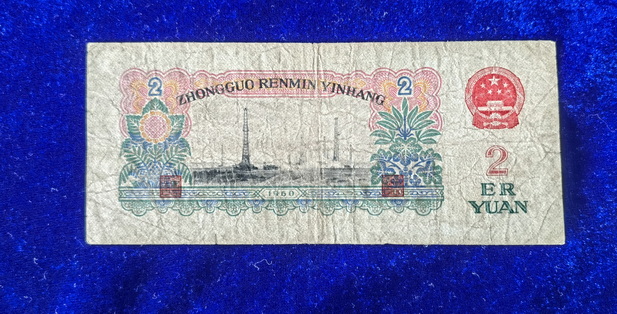 2
2
ZHONGGUO RENMIN YINHANG
1960
2
ER
YUAN